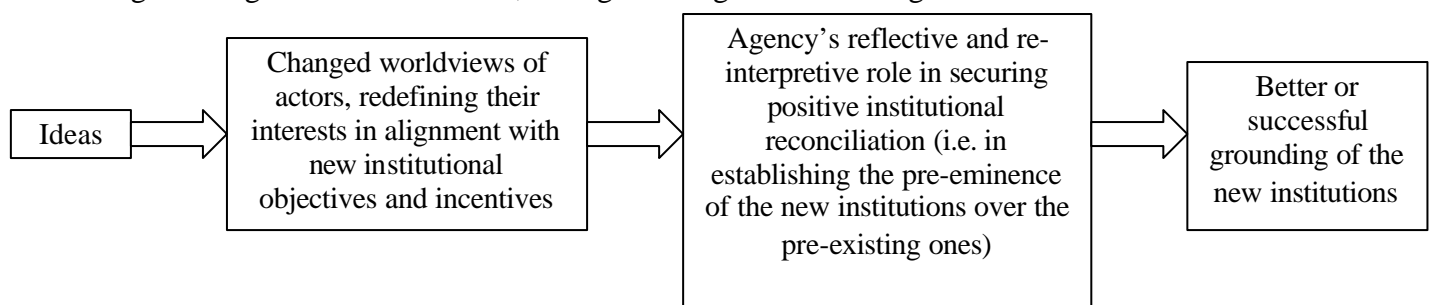 Ideas
Changed worldviews of
actors, redefining their
interests in alignment with
new institutional
objectives and incentives
Agency's reflective and re-
interpretive role in securing
positive institutional
reconciliation (i.e. in
establishing the pre-eminence
of the new institutions over the
pre-existing ones)
Better or
successful
grounding of the
new institutions